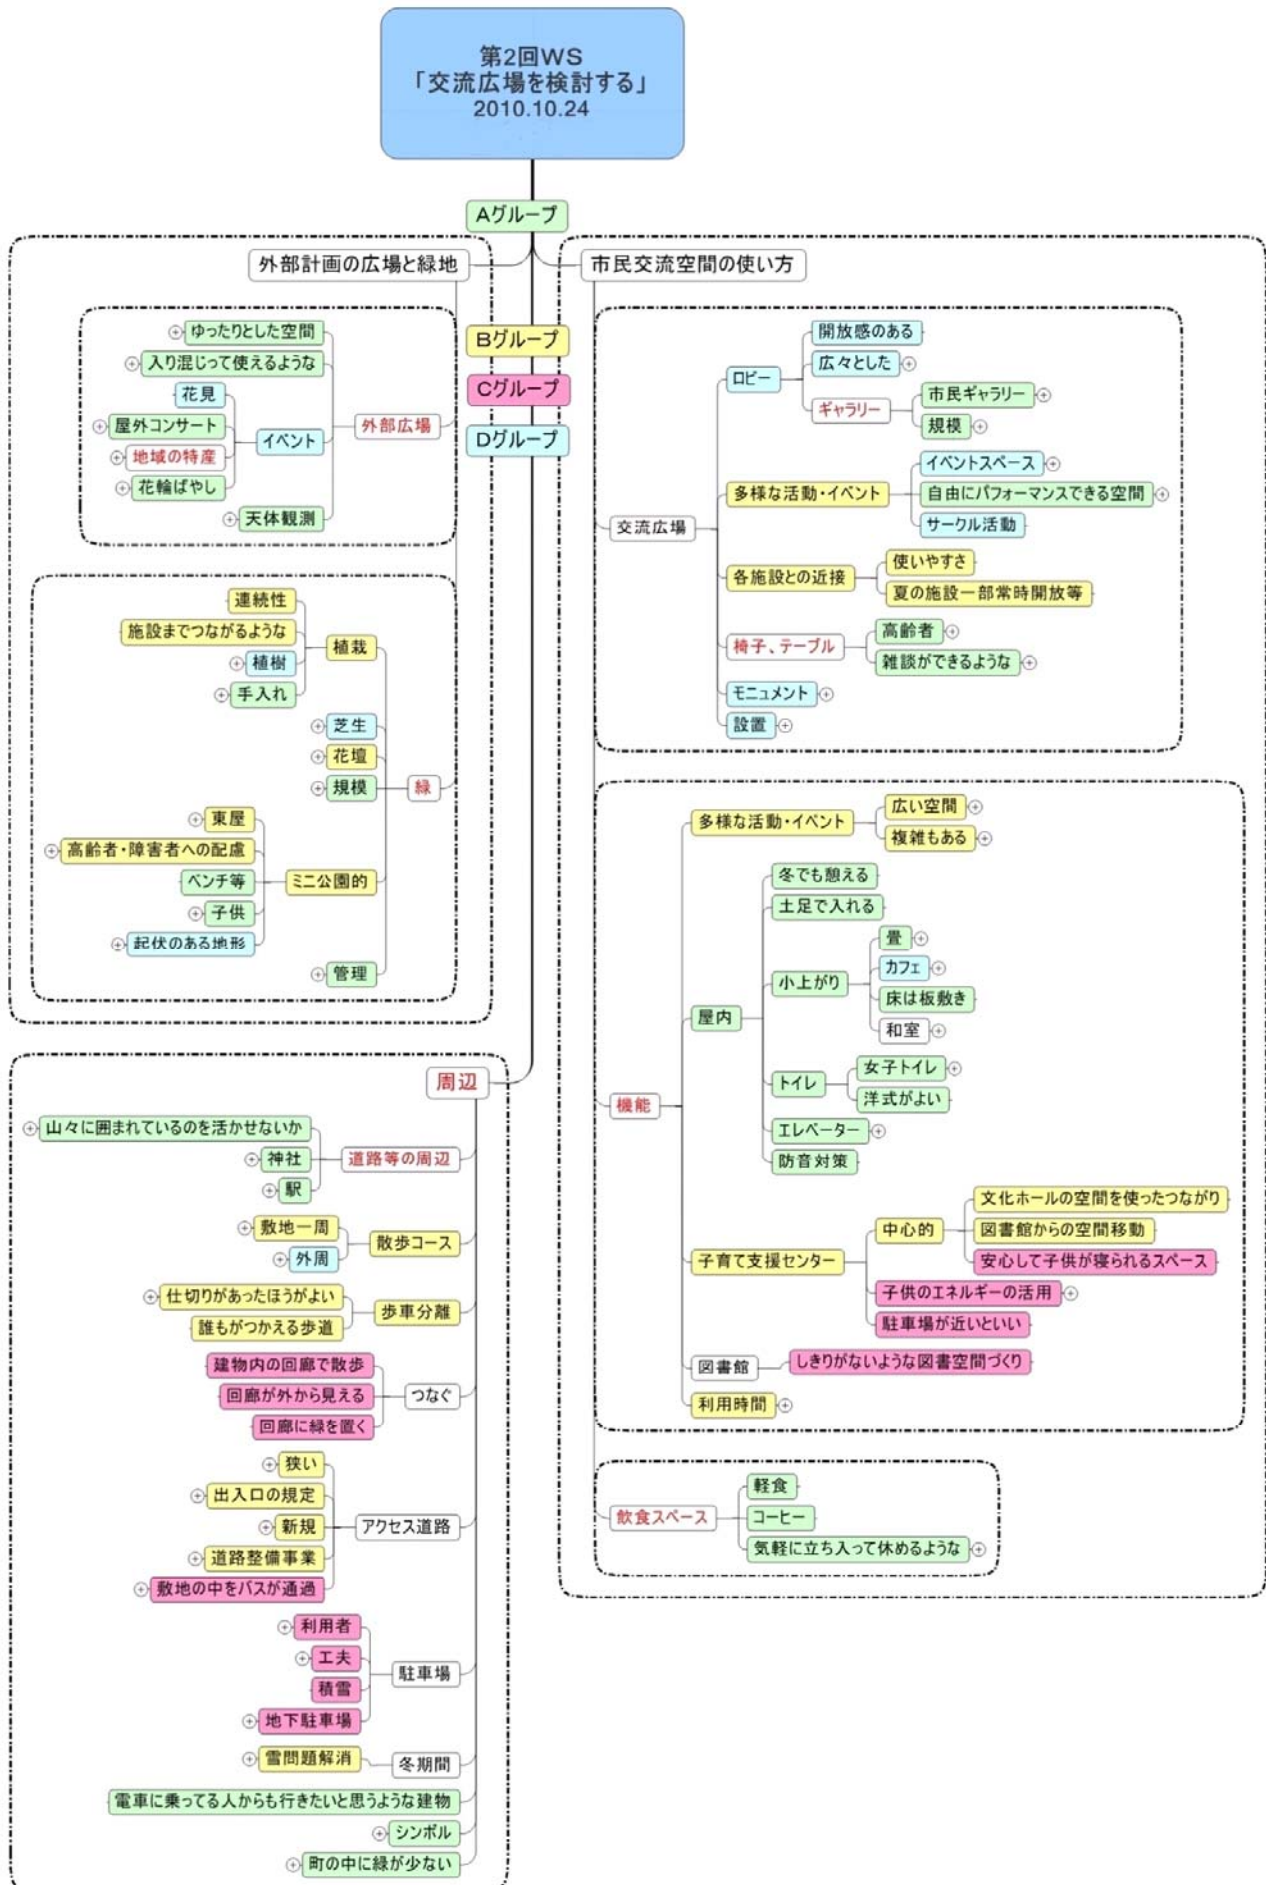 第2回WS
「交流広場を検討する」
2010.10.24
Aグループ
Bグループ
Cグループ
Dグループ
外部計画の広場と緑地
ゆったりとした空間
入り混じって使えるような
花見
屋外コンサート
地域の特産
花輪ばやし
イベント
天体観測
外部広場
連続性
施設までつながるような
植樹
手入れ
植栽
芝生
花壇
規模
緑
東屋
高齢者・障害者への配慮
ベンチ等
子供
起伏のある地形
ミニ公園的
管理
周辺
山々に囲まれているのを活かせないか
神社
駅
道路等の周辺
敷地一周
外周
散歩コース
仕切りがあったほうがよい
誰もがつかえる歩道
歩車分離
建物内の回廊で散歩
回廊が外から見える
回廊に緑を置く
つなぐ
狭い
出入口の規定
新規
道路整備事業
敷地の中をバスが通過
アクセス道路
利用者
工夫
積雪
地下駐車場
駐車場
雪問題解消
冬期間
電車に乗ってる人からも行きたいと思うような建物
シンボル
町の中に緑が少ない
市民交流空間の使い方
交流広場
ロビー
開放感のある
広々とした
ギャラリー
市民ギャラリー
規模
多様な活動・イベント
イベントスペース
自由にパフォーマンスできる空間
サークル活動
各施設との近接
使いやすさ
夏の施設一部常時開放等
椅子、テーブル
高齢者
雑談ができるような
モニュメント
設置
機能
多様な活動・イベント
広い空間
複雑もある
屋内
冬でも憩える
土足で入れる
小上がり
畳
カフェ
床は板敷き
和室
トイレ
女子トイレ
洋式がよい
エレベーター
防音対策
子育て支援センター
中心的
文化ホールの空間を使ったつながり
図書館からの空間移動
安心して子供が寝られるスペース
子供のエネルギーの活用
駐車場が近いといい
図書館
しきりがないような図書空間づくり
利用時間
飲食スペース
軽食
コーヒー
気軽に立ち入って休めるような